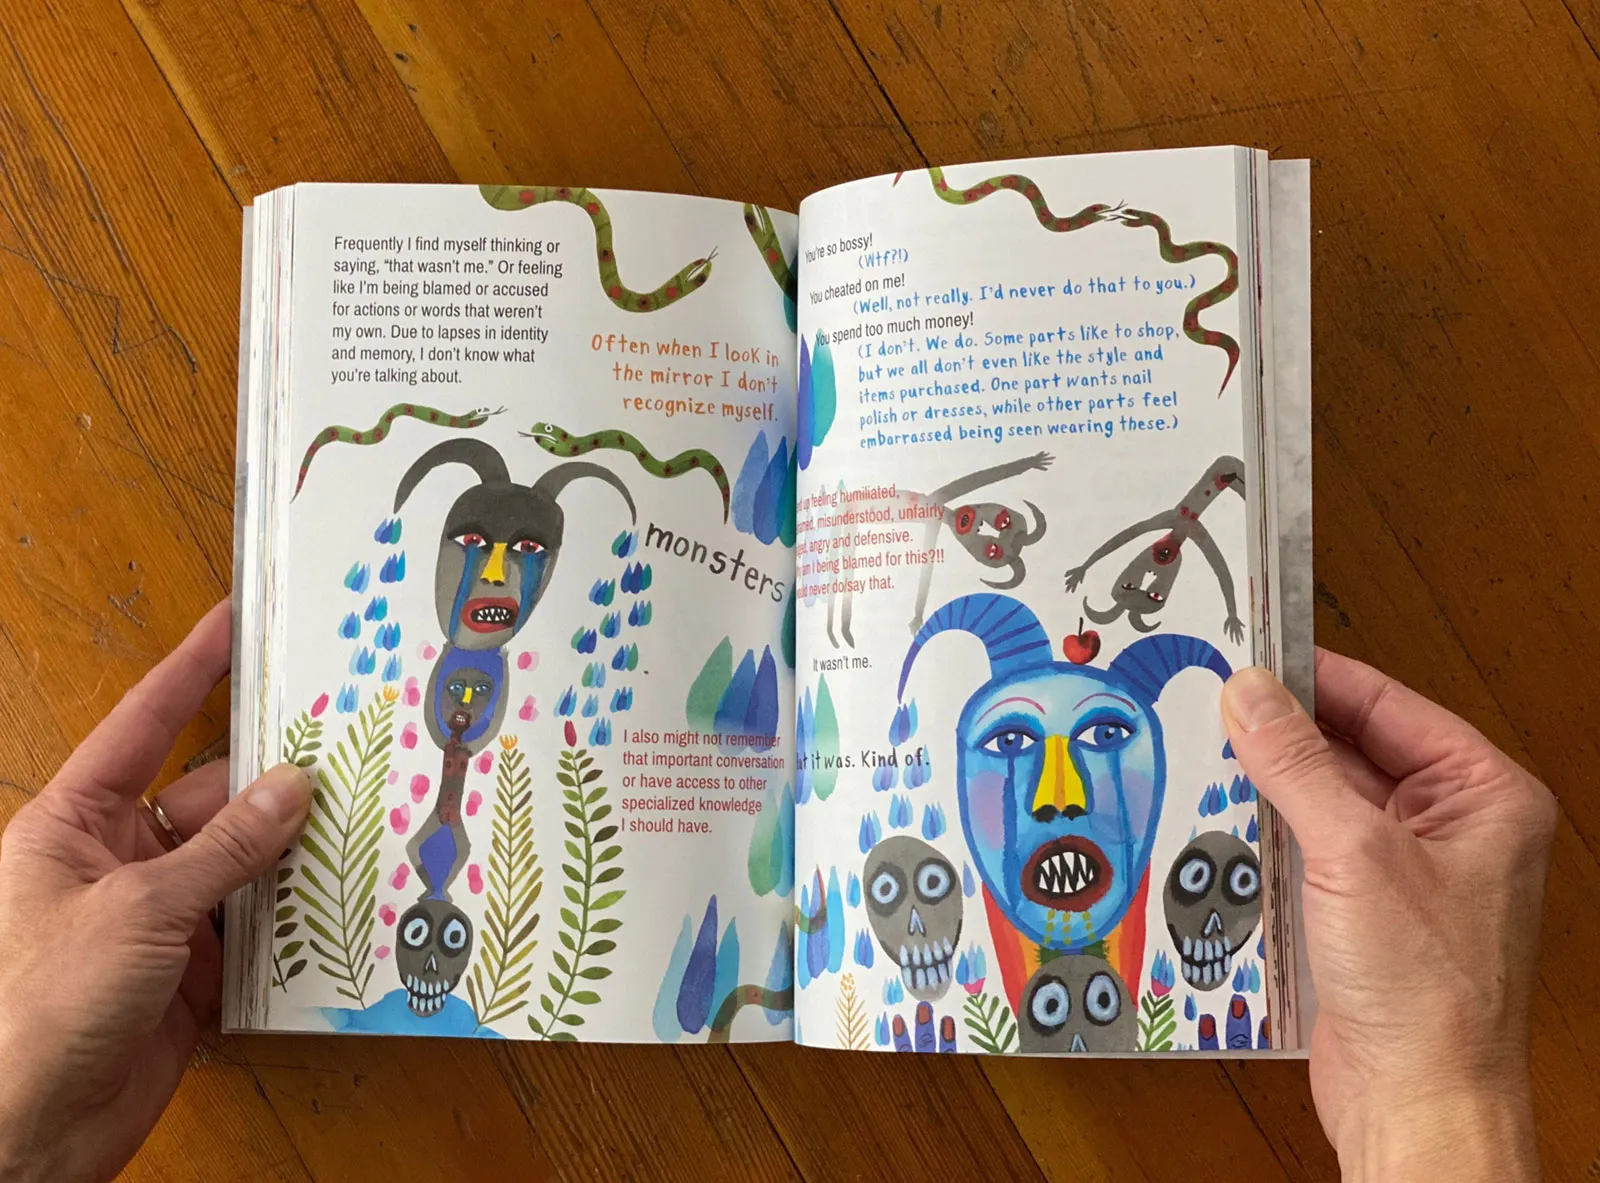 Frequently I find myself thinking or
saying, “that wasn’t me.” Or feeling
like I’m being blamed or accused
for actions or words that weren’t
my own. Due to lapses in identity
and memory, I don’t know what
you’re talking about.
Often when I look in
the mirror I don’t
recognize myself.
monsters
I also might not remember
that important conversation
or have access to other
specialized knowledge
I should have.
You’re so bossy!
(Wtf?!)
You cheated on me!
(Well, not really. I’d never do that to you.)
You spend too much money!
(I don’t. We do. Some parts like to shop,
but we all don’t even like the style and
items purchased. One part wants nail
polish or dresses, while other parts feel
embarrassed being seen wearing these.)
up feeling humiliated,
misunderstood, unfairly
angry and defensive.
am I being blamed for this?!!
never do/say that.
It wasn’t me.
it was. Kind of.